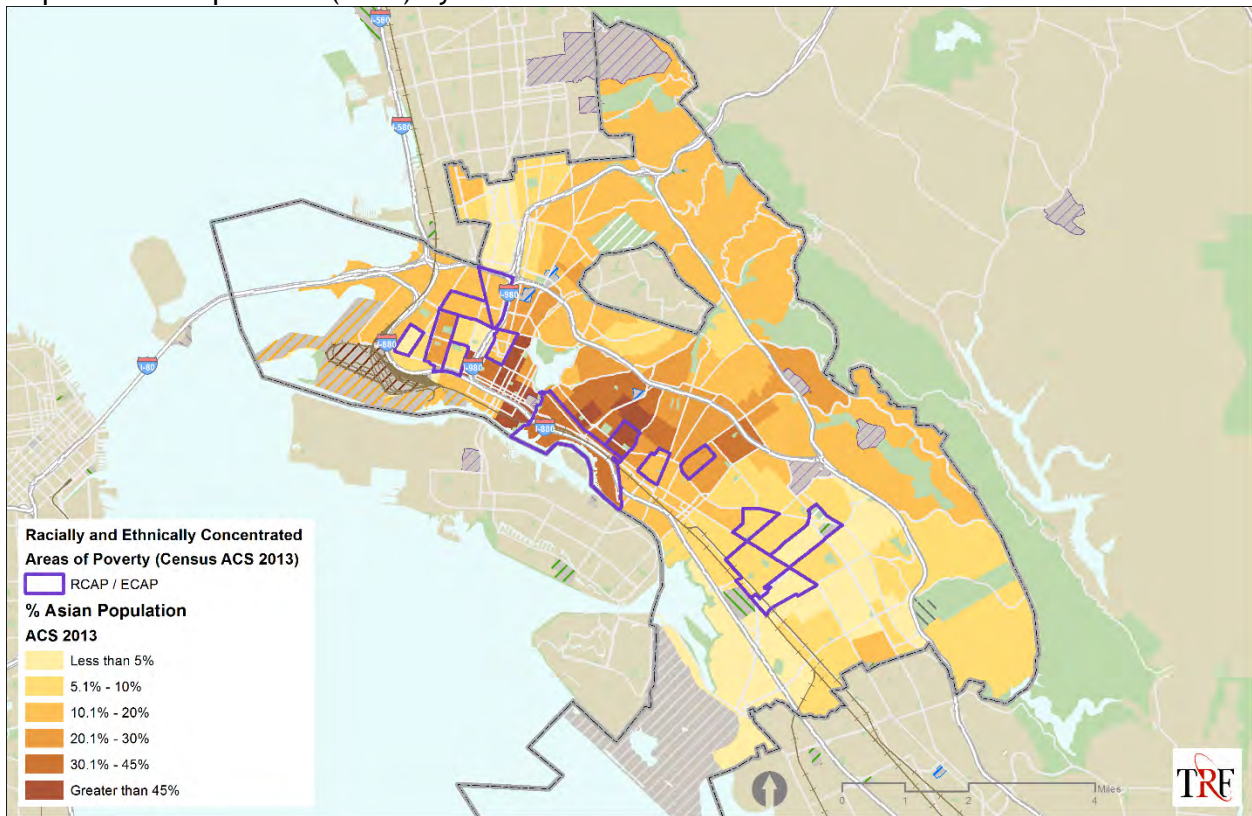 I-580
I-580
I-980
I-880
I-980
I-80
I-880
Racially and Ethnically Concentrated
Areas of Poverty (Census ACS 2013)
RCAP / ECAP
% Asian Population
ACS 2013
Less than 5%
5.1% - 10%
10.1% - 20%
20.1% - 30%
30.1% - 45%
Greater than 45%
Miles
0 1 2 4
TRF